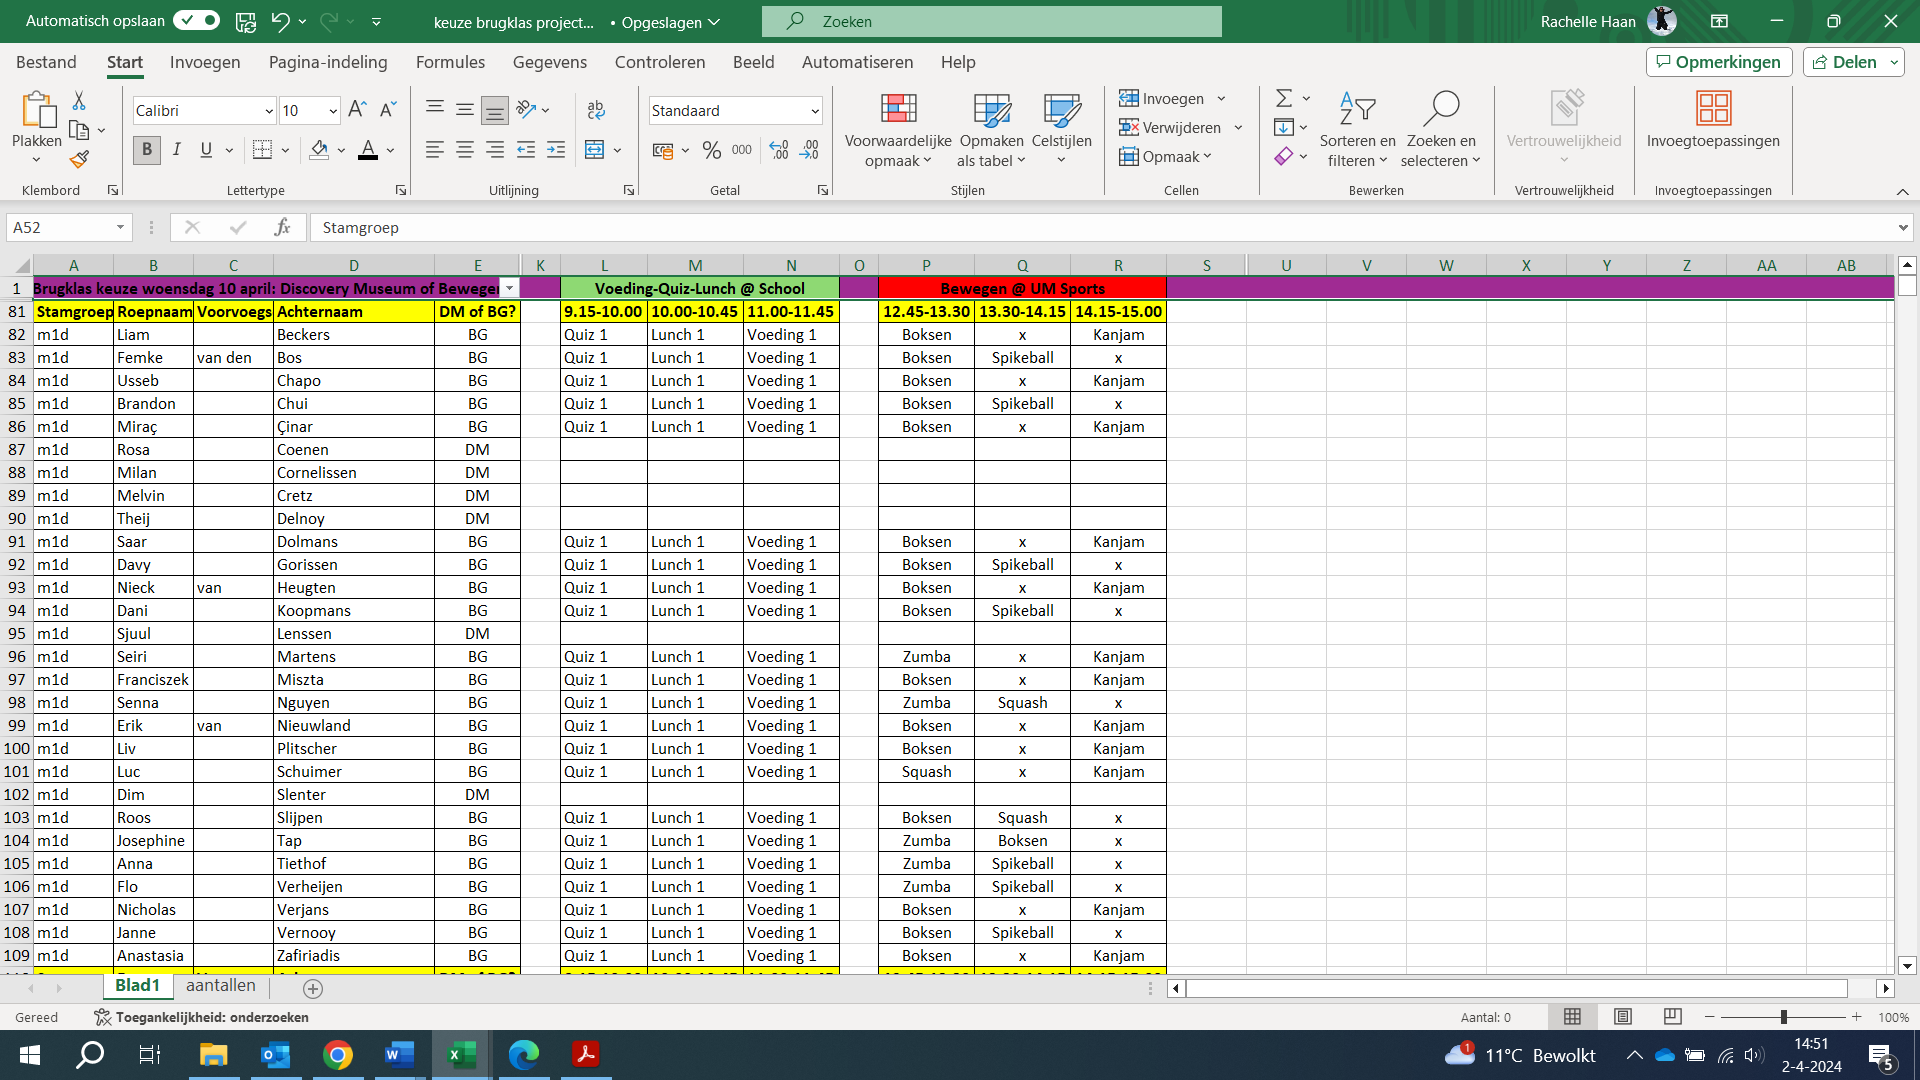 Automatisch opslaan keuze brugklas project... • Opgeslagen Zoeken Rachelle Haan
Bestand Start Invoegen Pagina-indeling Formules Gegevens Controleren Beeld Automatiseren Help Opmerkingen Delen
Plakken Calibri 10 Standaard Voorwaardelijke opmaak Opmaken als tabel Celstijlen Invoegen Verwijderen Opmaak Sorteren en filteren Zoeken en selecteren Vertrouwelijkheid Invoegtoepassingen
Klembord Lettertype Uitlijning Getal Stijlen Cellen Bewerken Vertrouwelijkheid Invoegtoepassingen
A52 fx Stamgroep
A B C D E K L M N O P Q R S U V W X Y Z AA AB
1 Brugklas keuze woensdag 10 april: Discovery Museum of Bewegen Voeding-Quiz-Lunch @ School Bewegen @ UM Sports
81 Stamgroep Roepnaam Voorvoegs Achternaam DM of BG? 9.15-10.00 10.00-10.45 11.00-11.45 12.45-13.30 13.30-14.15 14.15-15.00
82 m1d Liam Beckers BG Quiz 1 Lunch 1 Voeding 1 Boksen x Kanjam
83 m1d Femke van den Bos BG Quiz 1 Lunch 1 Voeding 1 Boksen Spikeball x
84 m1d Usseb Chapo BG Quiz 1 Lunch 1 Voeding 1 Boksen x Kanjam
85 m1d Brandon Chui BG Quiz 1 Lunch 1 Voeding 1 Boksen Spikeball x
86 m1d Miraç Çinar BG Quiz 1 Lunch 1 Voeding 1 Boksen x Kanjam
87 m1d Rosa Coenen DM
88 m1d Milan Cornelissen DM
89 m1d Melvin Cretz DM
90 m1d Theij Delnoy DM
91 m1d Saar Dolmans BG Quiz 1 Lunch 1 Voeding 1 Boksen x Kanjam
92 m1d Davy Gorissen BG Quiz 1 Lunch 1 Voeding 1 Boksen Spikeball x
93 m1d Nieck van Heugten BG Quiz 1 Lunch 1 Voeding 1 Boksen x Kanjam
94 m1d Dani Koopmans BG Quiz 1 Lunch 1 Voeding 1 Boksen Spikeball x
95 m1d Sjuul Lenssen DM
96 m1d Seiri Martens BG Quiz 1 Lunch 1 Voeding 1 Zumba x Kanjam
97 m1d Franciszek Miszta BG Quiz 1 Lunch 1 Voeding 1 Boksen x Kanjam
98 m1d Senna Nguyen BG Quiz 1 Lunch 1 Voeding 1 Zumba Squash x
99 m1d Erik van Nieuwland BG Quiz 1 Lunch 1 Voeding 1 Boksen x Kanjam
100 m1d Liv Plitscher BG Quiz 1 Lunch 1 Voeding 1 Boksen x Kanjam
101 m1d Luc Schuimer BG Quiz 1 Lunch 1 Voeding 1 Squash x Kanjam
102 m1d Dim Slenter DM
103 m1d Roos Slijpen BG Quiz 1 Lunch 1 Voeding 1 Boksen Squash x
104 m1d Josephine Tap BG Quiz 1 Lunch 1 Voeding 1 Zumba Boksen x
105 m1d Anna Tiethof BG Quiz 1 Lunch 1 Voeding 1 Zumba Spikeball x
106 m1d Flo Verheijen BG Quiz 1 Lunch 1 Voeding 1 Zumba Spikeball x
107 m1d Nicholas Verjans BG Quiz 1 Lunch 1 Voeding 1 Boksen x Kanjam
108 m1d Janne Vernooy BG Quiz 1 Lunch 1 Voeding 1 Boksen Spikeball x
109 m1d Anastasia Zafiriadis BG Quiz 1 Lunch 1 Voeding 1 Boksen x Kanjam
Blad1 aantallen
Gereed Toegankelijkheid: onderzoeken Aantal: 0 100%
11°C Bewolkt 14:51
2-4-2024 5